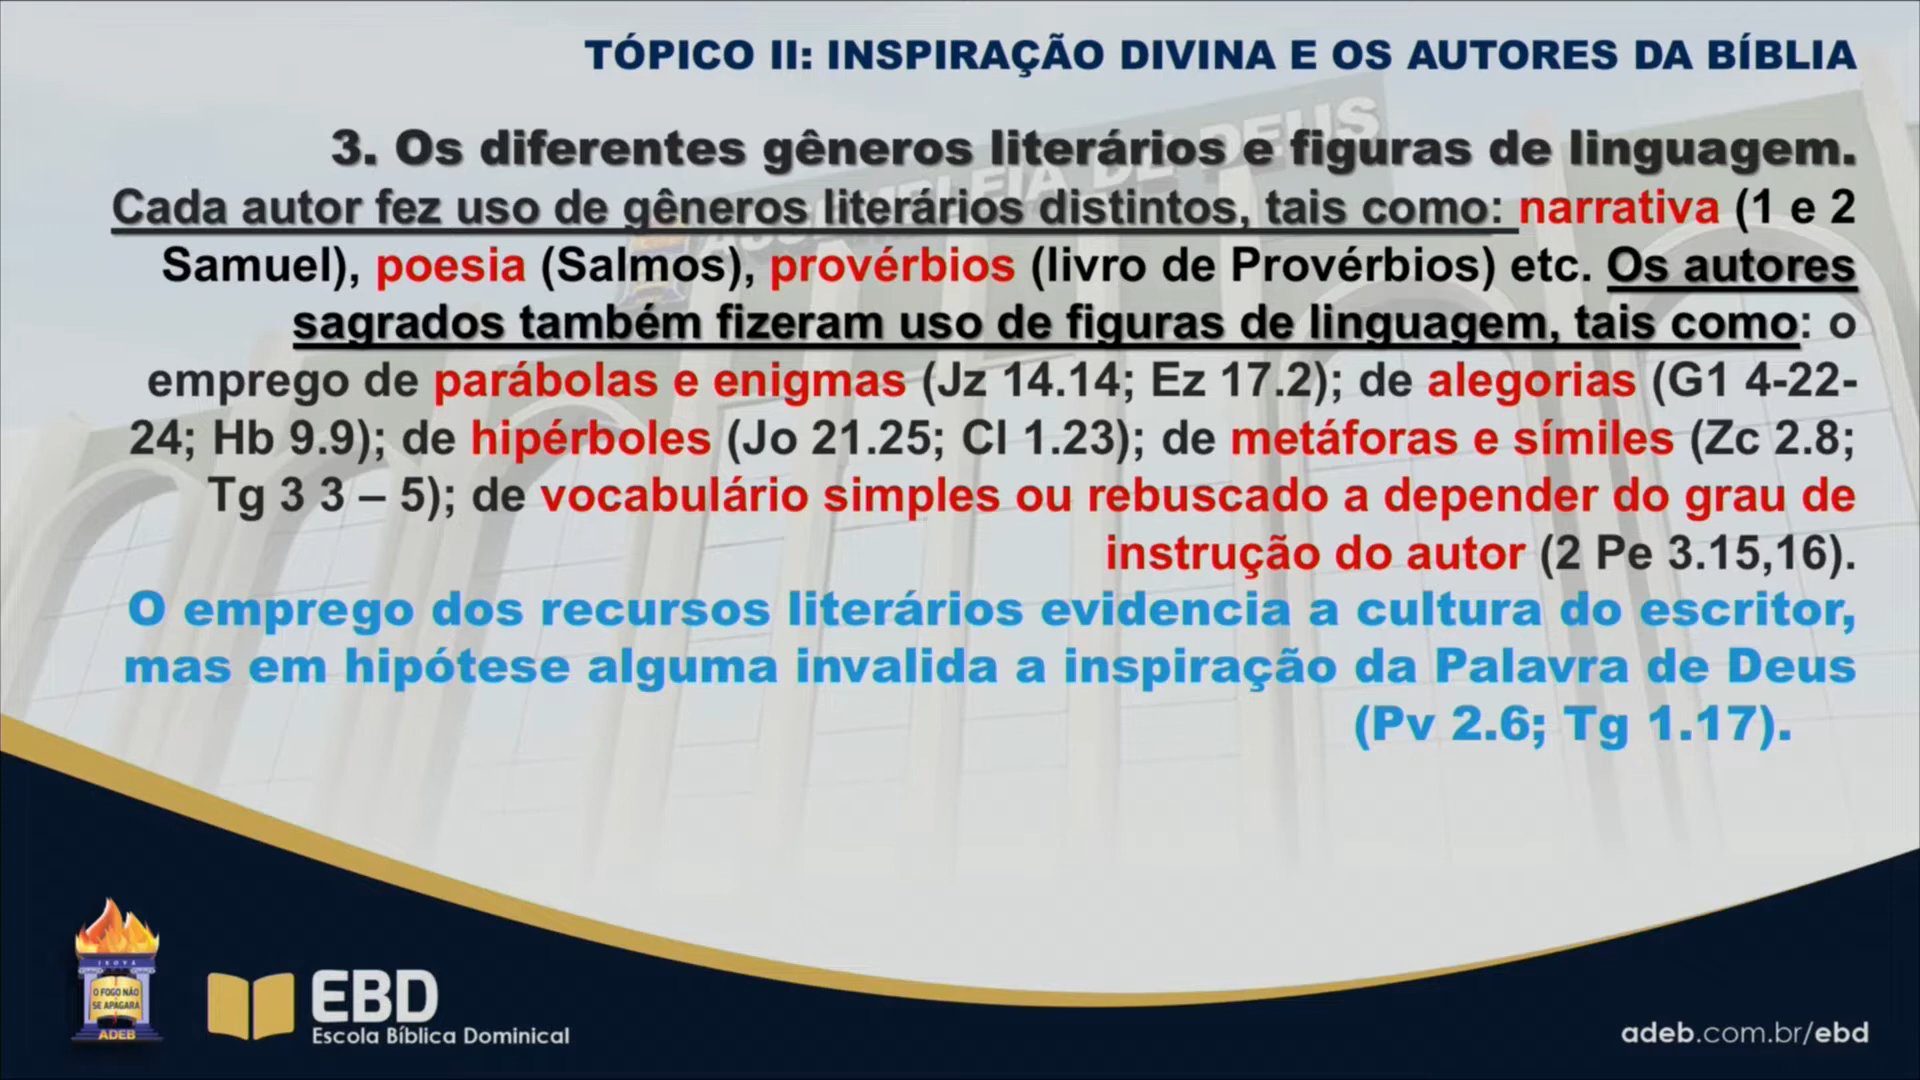 TÓPICO II: INSPIRAÇÃO DIVINA E OS AUTORES DA BÍBLIA
3. Os diferentes gêneros literários e figuras de linguagem.
Cada autor fez uso de gêneros literários distintos, tais como: narrativa (1 e 2
Samuel), poesia (Salmos), provérbios (livro de Provérbios) etc. Os autores
sagrados também fizeram uso de figuras de linguagem, tais como: o
emprego de parábolas e enigmas (Jz 14.14; Ez 17.2); de alegorias (G1 4-22-
24; Hb 9.9); de hipérboles (Jo 21.25; Cl 1.23); de metáforas e símiles (Zc 2.8;
Tg 3 3 – 5); de vocabulário simples ou rebuscado a depender do grau de
instrução do autor (2 Pe 3.15,16).
O emprego dos recursos literários evidencia a cultura do escritor,
mas em hipótese alguma invalida a inspiração da Palavra de Deus
(Pv 2.6; Tg 1.17).
ASSEMBLEIA DE DEUS
JEOVÁ
O FOGO NÃO
SE APAGARÁ
ADEB
EBD
Escola Bíblica Dominical
adeb.com.br/ebd